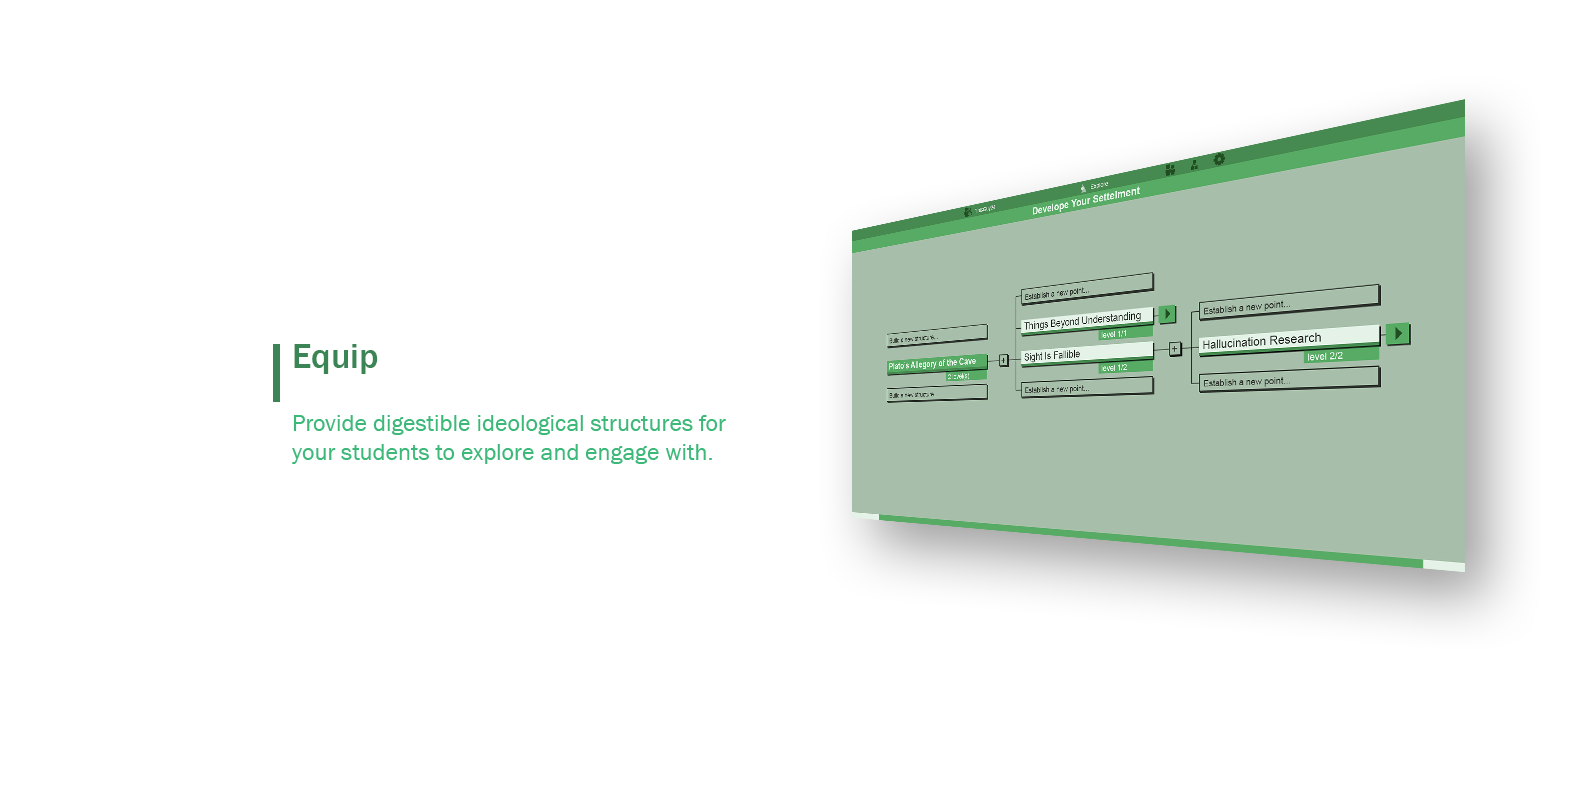 Equip
Provide digestible ideological structures for
your students to explore and engage with.
Explore
Develope Your Settelment
Build a new structure...
Plato's Allegory of the Cave
2 level(s)
Build a new structure...
Establish a new point...
Things Beyond Understanding
level 1/1
Sight Is Fallible
level 1/2
Establish a new point...
Establish a new point...
Hallucination Research
level 2/2
Establish a new point...